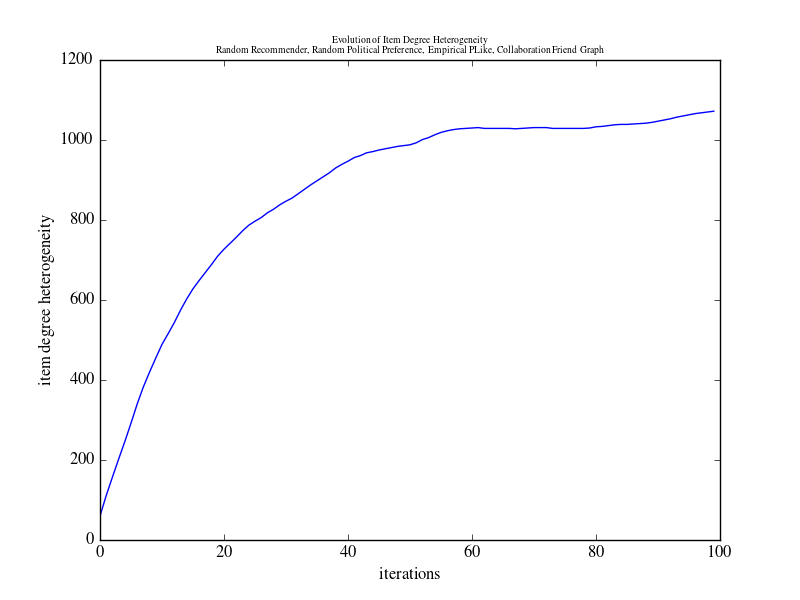 Evolution of Item Degree Heterogeneity
Random Recommender, Random Political Preference, Empirical PLike, Collaboration Friend Graph
1200
1000
800
600
400
200
0
item degree heterogeneity
0 20 40 60 80 100
iterations